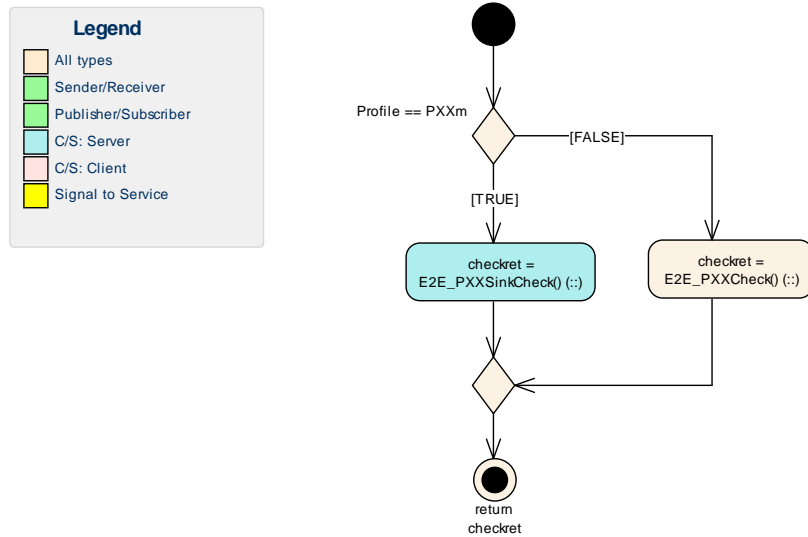 Legend
All types
Sender/Receiver
Publisher/Subscriber
C/S: Server
C/S: Client
Signal to Service
Profile == PXXm
[FALSE]
[TRUE]
checkret =
E2E_PXXSinkCheck() (::)
checkret =
E2E_PXXCheck() (::)
return
checkret